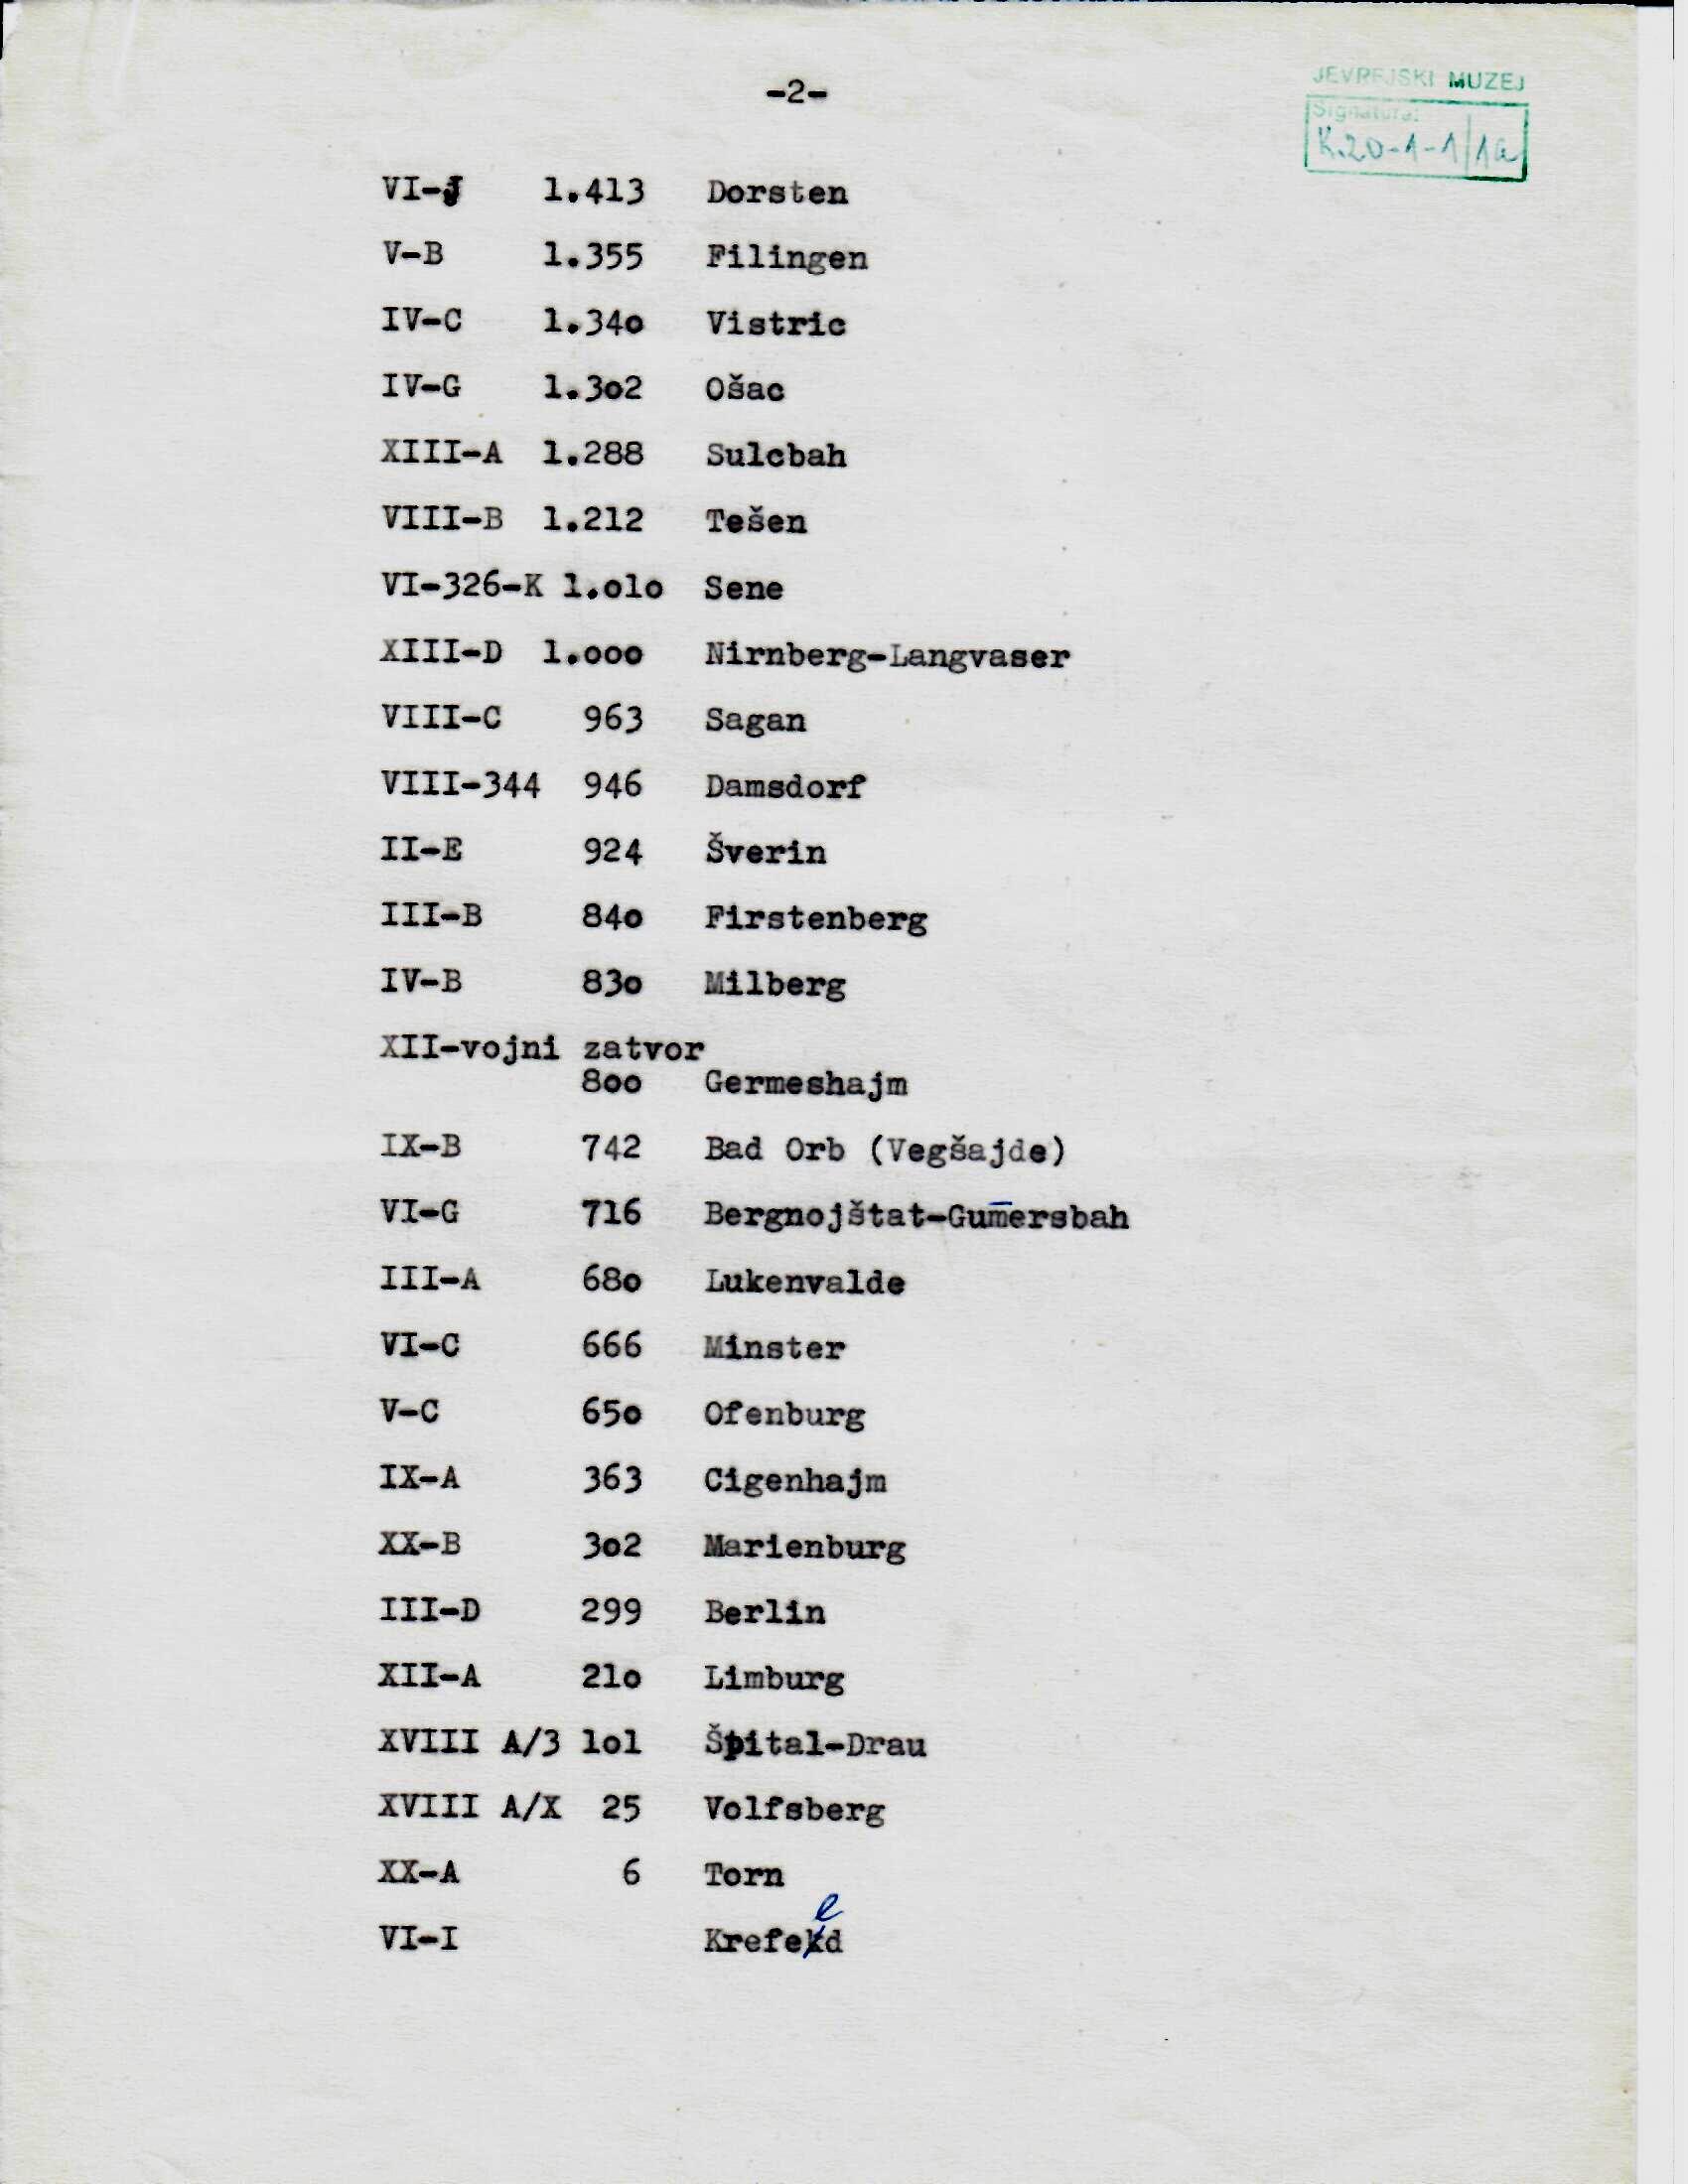 -2-
JEVREJSKI MUZEJ
Signatura:
K.20-1-1/1a
VI-J 1.413 Dorsten
V-B 1.355 Filingen
IV-C 1.34o Vistric
IV-G 1.3o2 Ošac
XIII-A 1.288 Sulcbah
VIII-B 1.212 Tešen
VI-326-K 1.olo Sene
XIII-D 1.ooo Nirnberg-Langvaser
VIII-C 963 Sagan
VIII-344 946 Damsdorf
II-E 924 Šverin
III-B 84o Firstenberg
IV-B 83o Milberg
XII-vojni zatvor
8oo Germeshajm
IX-B 742 Bad Orb (Vegšajde)
VI-G 716 Bergnojštat-Gum̅ersbah
III-A 68o Lukenvalde
VI-C 666 Minster
V-C 65o Ofenburg
IX-A 363 Cigenhajm
XX-B 3o2 Marienburg
III-D 299 Berlin
XII-A 21o Limburg
XVIII A/3 lol Špital-Drau
XVIII A/X 25 Volfsberg
XX-A 6 Torn
VI-I Krefeld